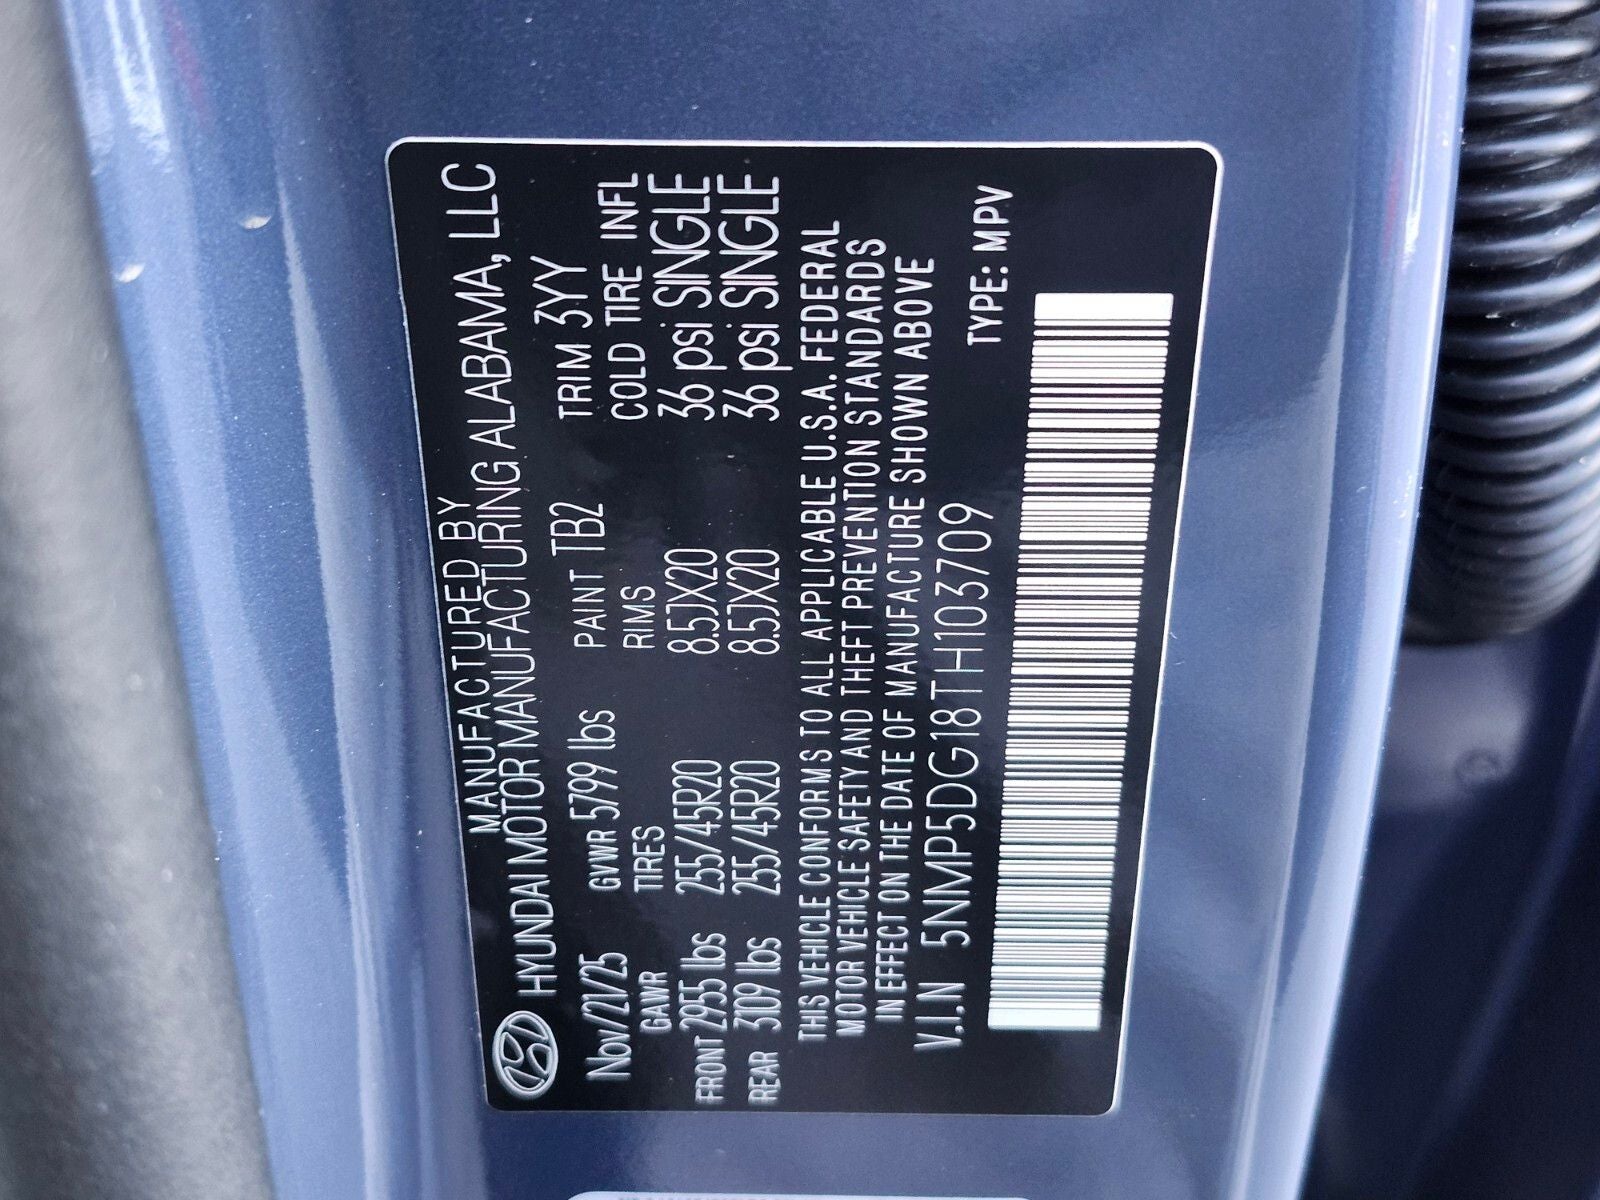 MANUFACTURED BY
HYUNDAI MOTOR MANUFACTURING ALABAMA, LLC
Nov/21/25 GVWR 5799 lbs PAINT TB2 TRIM 3YY
GAWR TIRES RIMS COLD TIRE INFL
FRONT 2955 lbs 255/45R20 8.5JX20 36 psi SINGLE
REAR 3109 lbs 255/45R20 8.5JX20 36 psi SINGLE
THIS VEHICLE CONFORMS TO ALL APPLICABLE U.S.A. FEDERAL
MOTOR VEHICLE SAFETY AND THEFT PREVENTION STANDARDS
IN EFFECT ON THE DATE OF MANUFACTURE SHOWN ABOVE
V.I.N 5NMP5DG18TH103709
TYPE: MPV